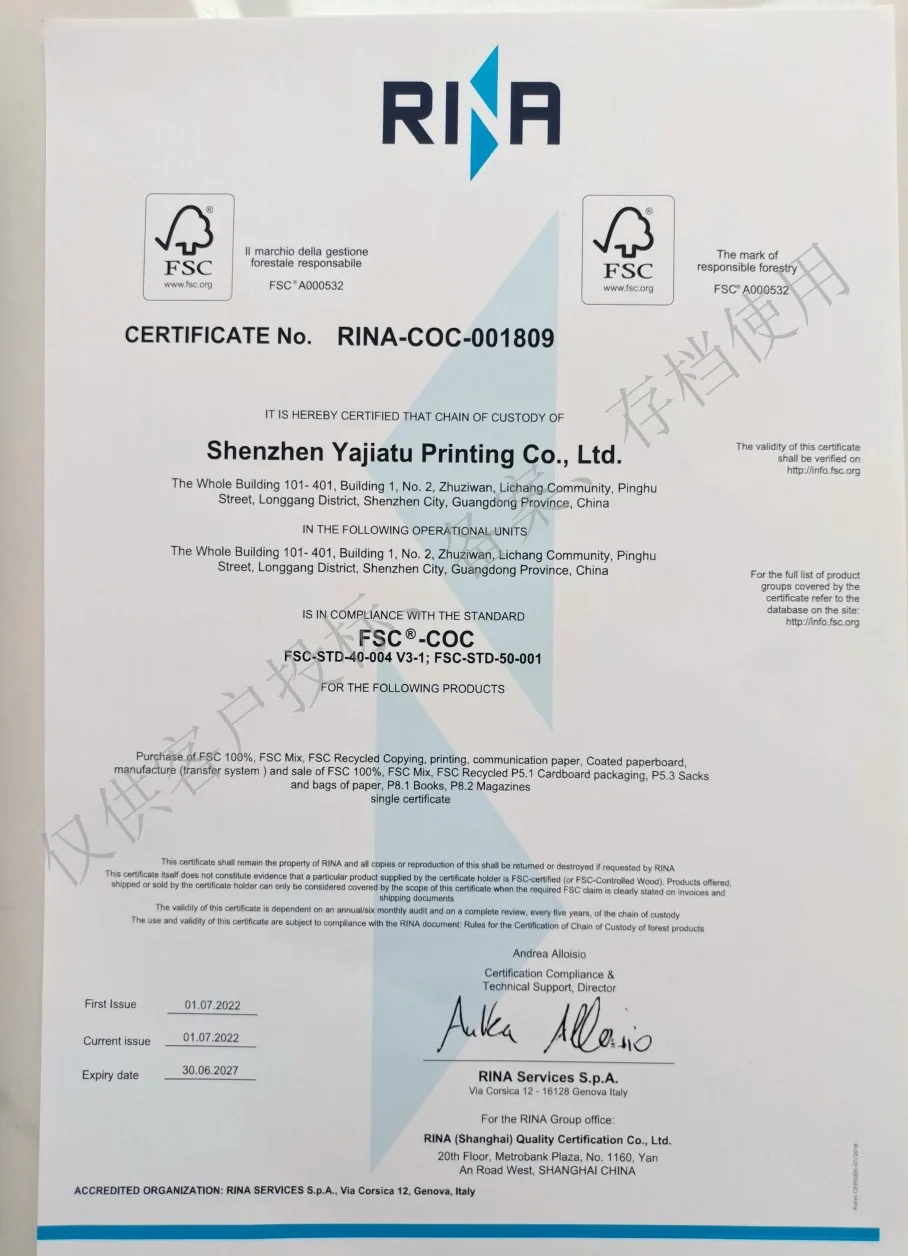 RINA
FSC®
www.fsc.org
Il marchio della gestione
forestale responsabile
FSC® A000532
FSC®
www.fsc.org
The mark of
responsible forestry
FSC® A000532
CERTIFICATE No. RINA-COC-001809
IT IS HEREBY CERTIFIED THAT CHAIN OF CUSTODY OF
Shenzhen Yajiatu Printing Co., Ltd.
The Whole Building 101- 401, Building 1, No. 2, Zhuziwan, Lichang Community, Pinghu
Street, Longgang District, Shenzhen City, Guangdong Province, China
The validity of this certificate
shall be verified on
http://info.fsc.org
IN THE FOLLOWING OPERATIONAL UNITS
The Whole Building 101- 401, Building 1, No. 2, Zhuziwan, Lichang Community, Pinghu
Street, Longgang District, Shenzhen City, Guangdong Province, China
For the full list of product
groups covered by the
certificate refer to the
database on the site:
http://info.fsc.org
IS IN COMPLIANCE WITH THE STANDARD
FSC®-COC
FSC-STD-40-004 V3-1; FSC-STD-50-001
FOR THE FOLLOWING PRODUCTS
Purchase of FSC 100%, FSC Mix, FSC Recycled Copying, printing, communication paper, Coated paperboard,
manufacture (transfer system ) and sale of FSC 100%, FSC Mix, FSC Recycled P5.1 Cardboard packaging, P5.3 Sacks
and bags of paper, P8.1 Books, P8.2 Magazines
single certificate
仅供客户投标、备案、存档使用
This certificate shall remain the property of RINA and all copies or reproduction of this shall be returned or destroyed if requested by RINA
This certificate itself does not constitute evidence that a particular product supplied by the certificate holder is FSC-certified (or FSC-Controlled Wood). Products offered,
shipped or sold by the certificate holder can only be considered covered by the scope of this certificate when the required FSC claim is clearly stated on invoices and
shipping documents
The validity of this certificate is dependent on an annual/six monthly audit and on a complete review, every five years, of the chain of custody
The use and validity of this certificate are subject to compliance with the RINA document: Rules for the Certification of Chain of Custody of forest products
Andrea Alloisio
Certification Compliance &
Technical Support, Director
First Issue 01.07.2022
Current issue 01.07.2022
Expiry date 30.06.2027
RINA Services S.p.A.
Via Corsica 12 - 16128 Genova Italy
For the RINA Group office:
RINA (Shanghai) Quality Certification Co., Ltd.
20th Floor, Metrobank Plaza, No. 1160, Yan
An Road West, SHANGHAI CHINA
ACCREDITED ORGANIZATION: RINA SERVICES S.p.A., Via Corsica 12, Genova, Italy